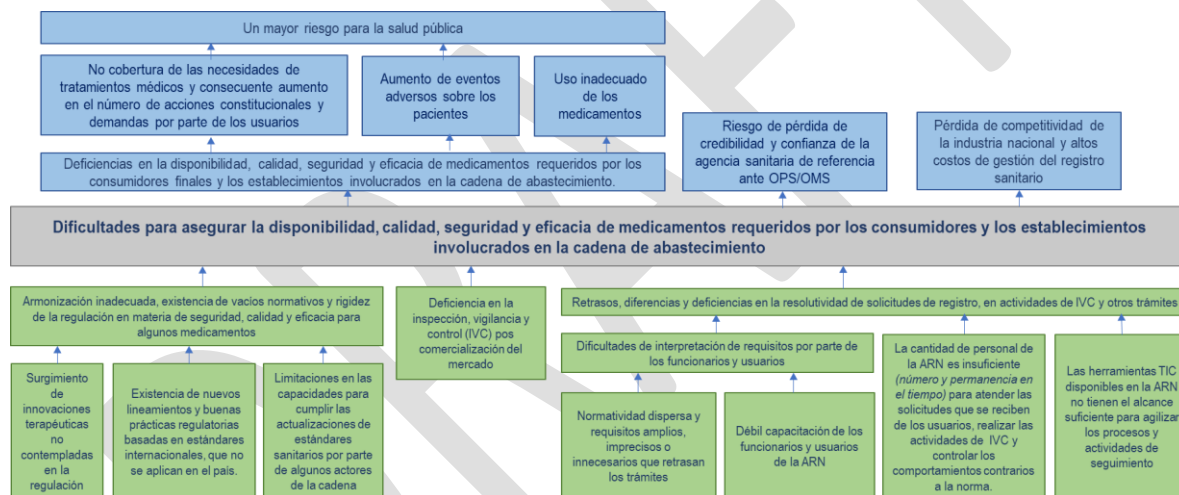 Un mayor riesgo para la salud pública
No cobertura de las necesidades de
tratamientos médicos y consecuente aumento
en el número de acciones constitucionales y
demandas por parte de los usuarios
Aumento de eventos
adversos sobre los
pacientes
Uso inadecuado
de los
medicamentos
Deficiencias en la disponibilidad, calidad, seguridad y eficacia de medicamentos requeridos por los
consumidores finales y los establecimientos involucrados en la cadena de abastecimiento.
Riesgo de pérdida de
credibilidad y confianza de la
agencia sanitaria de referencia
ante OPS/OMS
Pérdida de competitividad de
la industria nacional y altos
costos de gestión del registro
sanitario
Dificultades para asegurar la disponibilidad, calidad, seguridad y eficacia de medicamentos requeridos por los consumidores y los establecimientos
involucrados en la cadena de abastecimiento
Armonización inadecuada, existencia de vacíos normativos y rigidez
de la regulación en materia de seguridad, calidad y eficacia para
algunos medicamentos
Surgimiento
de
innovaciones
terapéuticas
no
contempladas
en la
regulación
Existencia de nuevos
lineamientos y buenas
prácticas regulatorias
basadas en estándares
internacionales, que no
se aplican en el país.
Limitaciones en las
capacidades para
cumplir las
actualizaciones de
estándares
sanitarios por parte
de algunos actores
de la cadena
Deficiencia en la
inspección, vigilancia y
control (IVC) pos
comercialización del
mercado
Retrasos, diferencias y deficiencias en la resolutividad de solicitudes de registro, en actividades de IVC y otros trámites
Dificultades de interpretación de requisitos por parte de
los funcionarios y usuarios
Normatividad dispersa y
requisitos amplios,
imprecisos o
innecesarios que retrasan
los trámites
Débil capacitación de los
funcionarios y usuarios
de la ARN
La cantidad de personal de
la ARN es insuficiente
(número y permanencia en
el tiempo) para atender las
solicitudes que se reciben
de los usuarios, realizar las
actividades de IVC y
controlar los
comportamientos contrarios
a la norma.
Las herramientas TIC
disponibles en la ARN
no tienen el alcance
suficiente para agilizar
los procesos y
actividades de
seguimiento